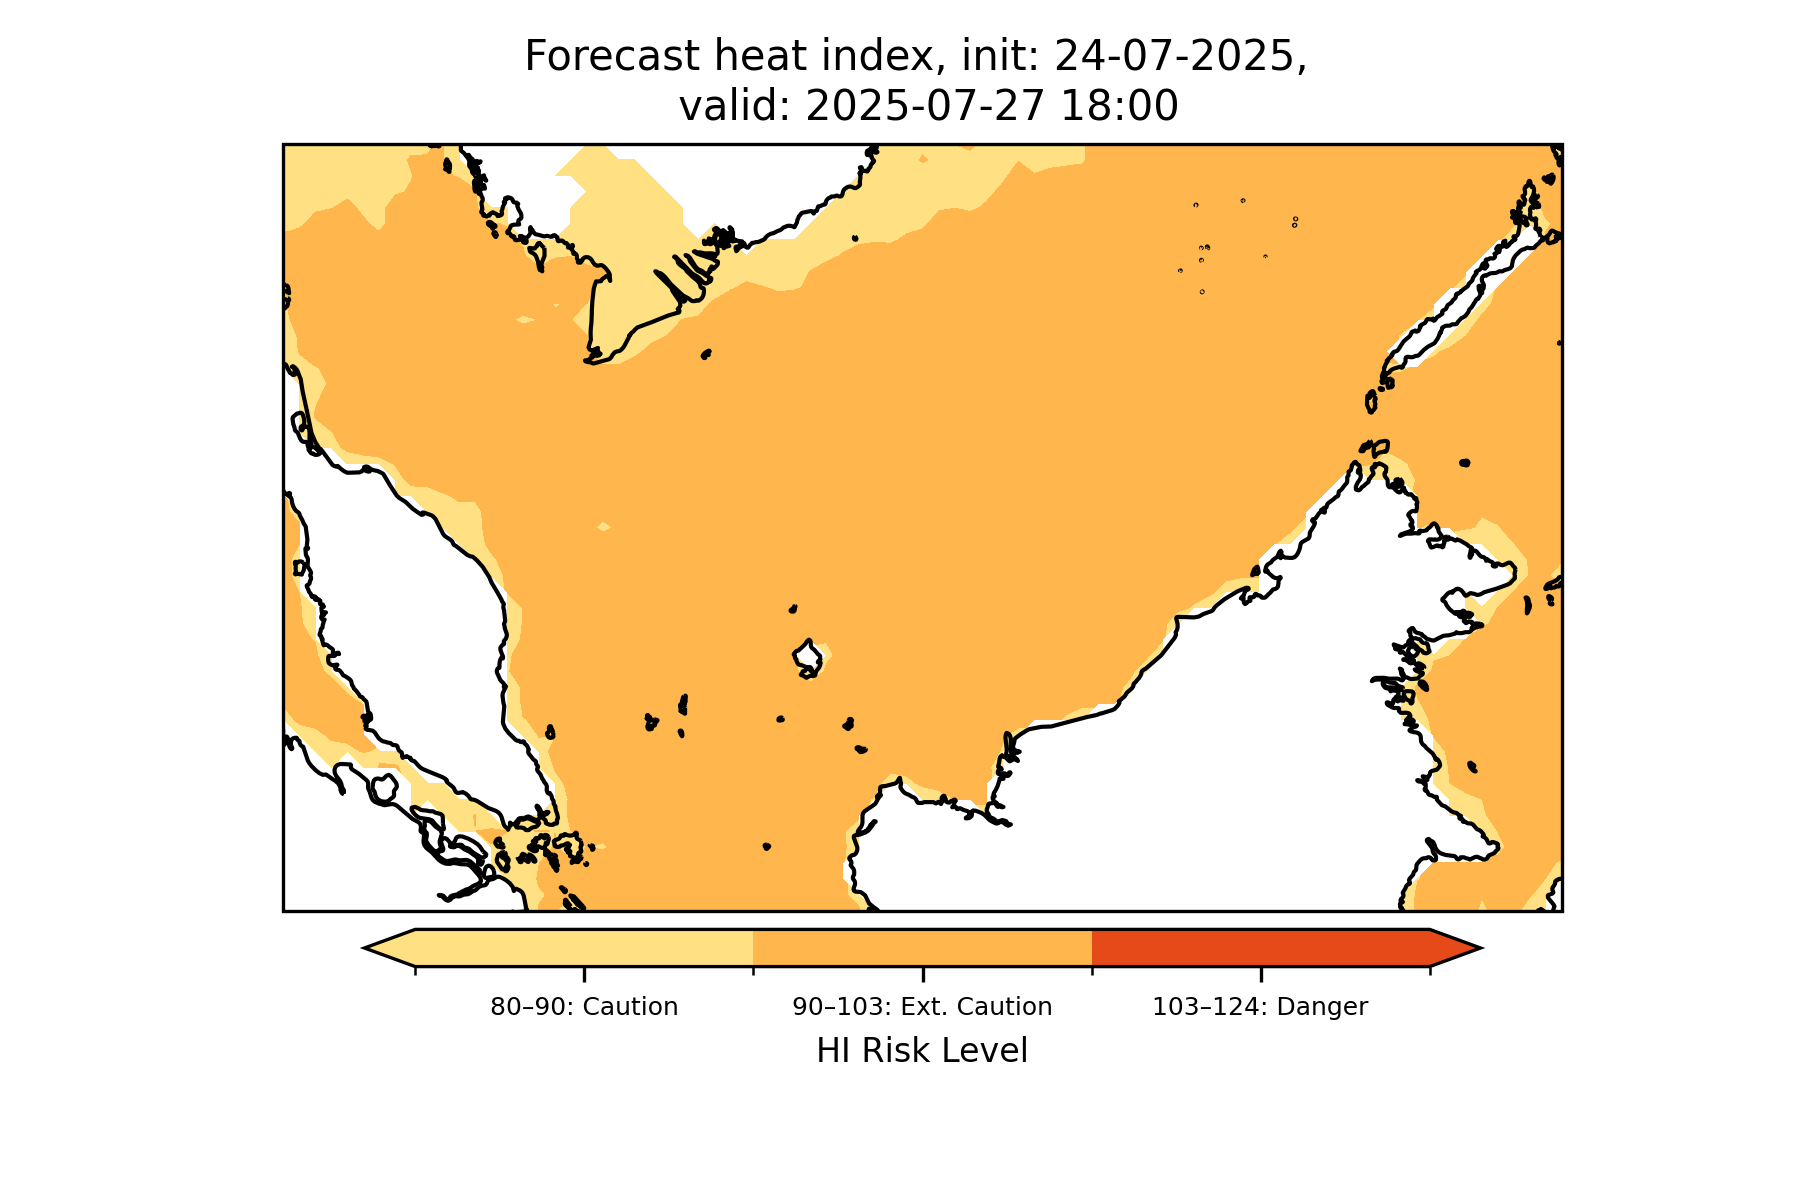 Forecast heat index, init: 24-07-2025,
valid: 2025-07-27 18:00
80–90: Caution
90–103: Ext. Caution
103–124: Danger
HI Risk Level